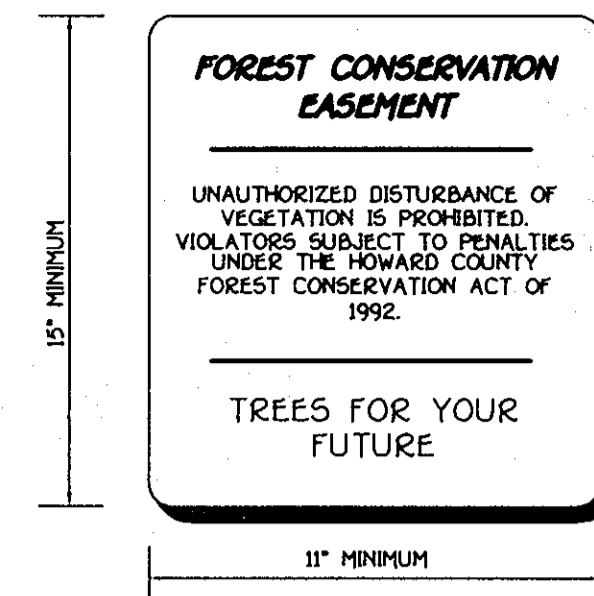 FOREST CONSERVATION
EASEMENT
UNAUTHORIZED DISTURBANCE OF
VEGETATION IS PROHIBITED.
VIOLATORS SUBJECT TO PENALTIES
UNDER THE HOWARD COUNTY
FOREST CONSERVATION ACT OF
1992.
TREES FOR YOUR
FUTURE
15" MINIMUM
11" MINIMUM